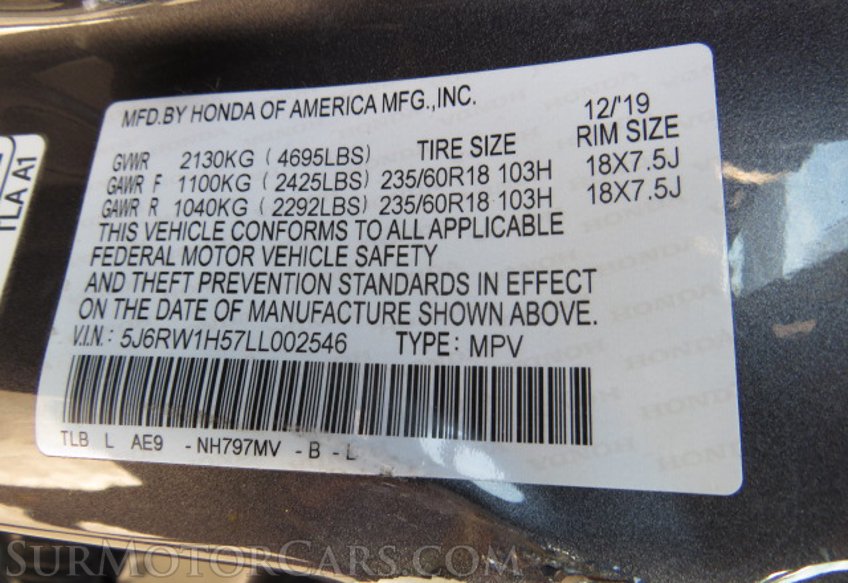 MFD.BY HONDA OF AMERICA MFG.,INC. 12/'19
GVWR 2130KG (4695LBS) TIRE SIZE RIM SIZE
GAWR F 1100KG (2425LBS) 235/60R18 103H 18X7.5J
GAWR R 1040KG (2292LBS) 235/60R18 103H 18X7.5J
THIS VEHICLE CONFORMS TO ALL APPLICABLE
FEDERAL MOTOR VEHICLE SAFETY
AND THEFT PREVENTION STANDARDS IN EFFECT
ON THE DATE OF MANUFACTURE SHOWN ABOVE.
V.I.N.: 5J6RW1H57LL002546 TYPE: MPV
TLB L AE9 -NH797MV -B -L
TLA A1
SurMotorCars.com